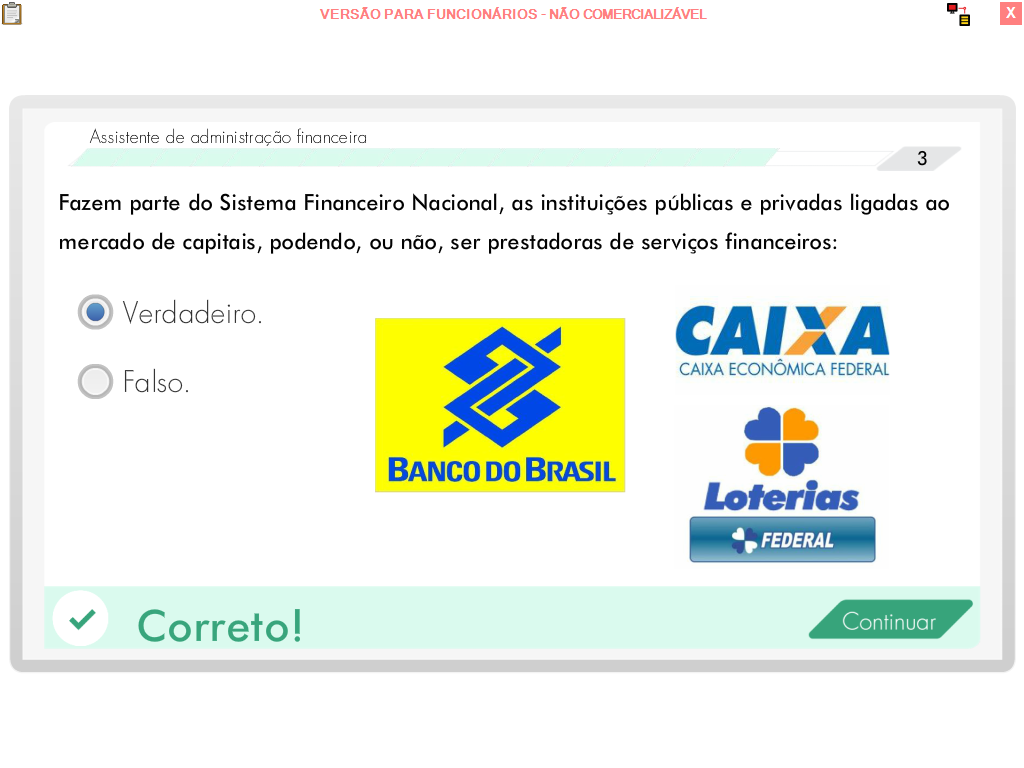 VERSÃO PARA FUNCIONÁRIOS - NÃO COMERCIALIZÁVEL
X
Assistente de administração financeira
3
Fazem parte do Sistema Financeiro Nacional, as instituições públicas e privadas ligadas ao
mercado de capitais, podendo, ou não, ser prestadoras de serviços financeiros:
Verdadeiro.
Falso.
BANCO DO BRASIL
CAIXA
CAIXA ECONÔMICA FEDERAL
Loterias
FEDERAL
Correto!
Continuar